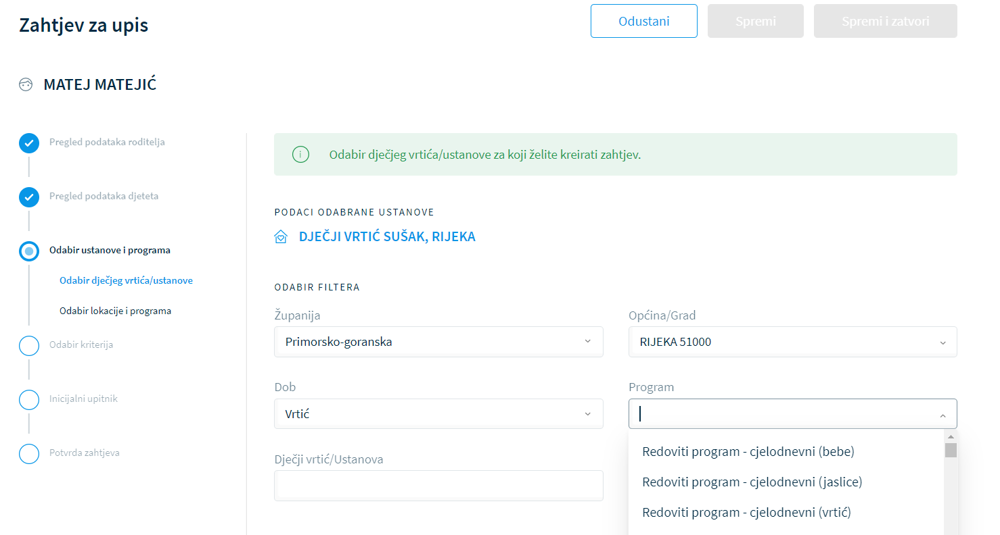 Zahtjev za upis
Odustani
Spremi
Spremi i zatvori
MATEJ MATEJIĆ
Pregled podataka roditelja
Pregled podataka djeteta
Odabir ustanove i programa
Odabir dječjeg vrtića/ustanove
Odabir lokacije i programa
Odabir kriterija
Inicijalni upitnik
Potvrda zahtjeva
Odabir dječjeg vrtića/ustanove za koji želite kreirati zahtjev.
PODACI ODABRANE USTANOVE
DJEČJI VRTIĆ SUŠAK, RIJEKA
ODABIR FILTERA
Županija
Primorsko-goranska
Općina/Grad
RIJEKA 51000
Dob
Vrtić
Program
Redoviti program - cjelodnevni (bebe)
Redoviti program - cjelodnevni (jaslice)
Redoviti program - cjelodnevni (vrtić)
Dječji vrtić/Ustanova